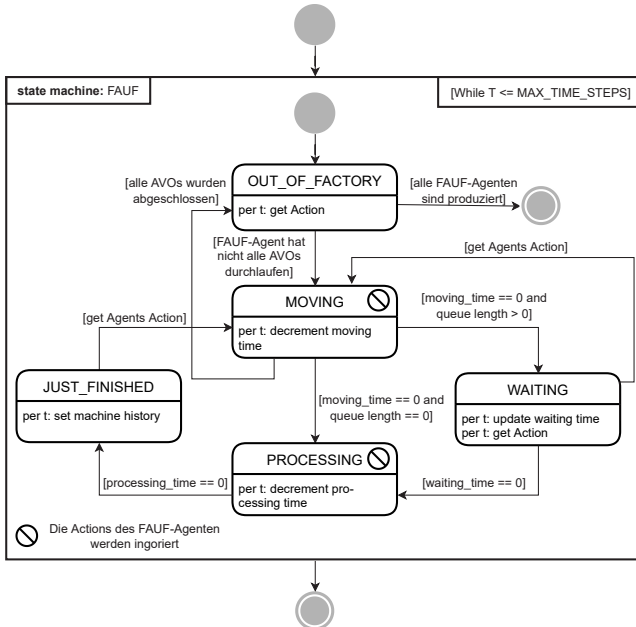 state machine: FAUF
[While T <= MAX_TIME_STEPS]
[alle AVOs wurden
abgeschlossen]
OUT_OF_FACTORY
per t: get Action
[alle FAUF-Agenten
sind produziert]
[FAUF-Agent hat
nicht alle AVOs
durchlaufen]
[get Agents Action]
[get Agents Action]
MOVING
per t: decrement moving
time
[moving_time == 0 and
queue length > 0]
JUST_FINISHED
per t: set machine history
[moving_time == 0 and
queue length == 0]
WAITING
per t: update waiting time
per t: get Action
PROCESSING
per t: decrement pro-
cessing time
[processing_time == 0]
[waiting_time == 0]
Die Actions des FAUF-Agenten
werden ingoriert